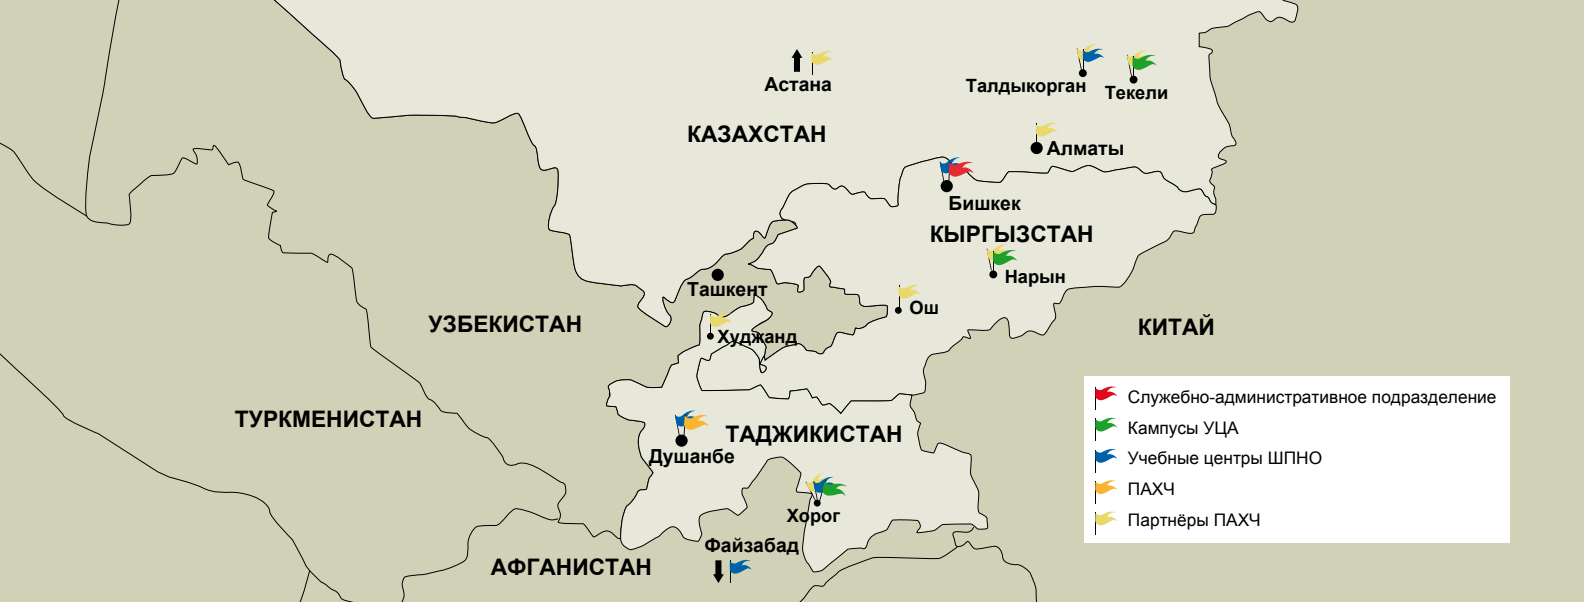 Астана
Талдыкорган
Текели
КАЗАХСТАН
Алматы
Бишкек
КЫРГЫЗСТАН
Нарын
Ташкент
Ош
УЗБЕКИСТАН
КИТАЙ
Худжанд
Служебно-административное подразделение
Кампусы УЦА
Учебные центры ШПНО
ПАХЧ
Партнёры ПАХЧ
ТУРКМЕНИСТАН
ТАДЖИКИСТАН
Душанбе
Хорог
Файзабад
АФГАНИСТАН